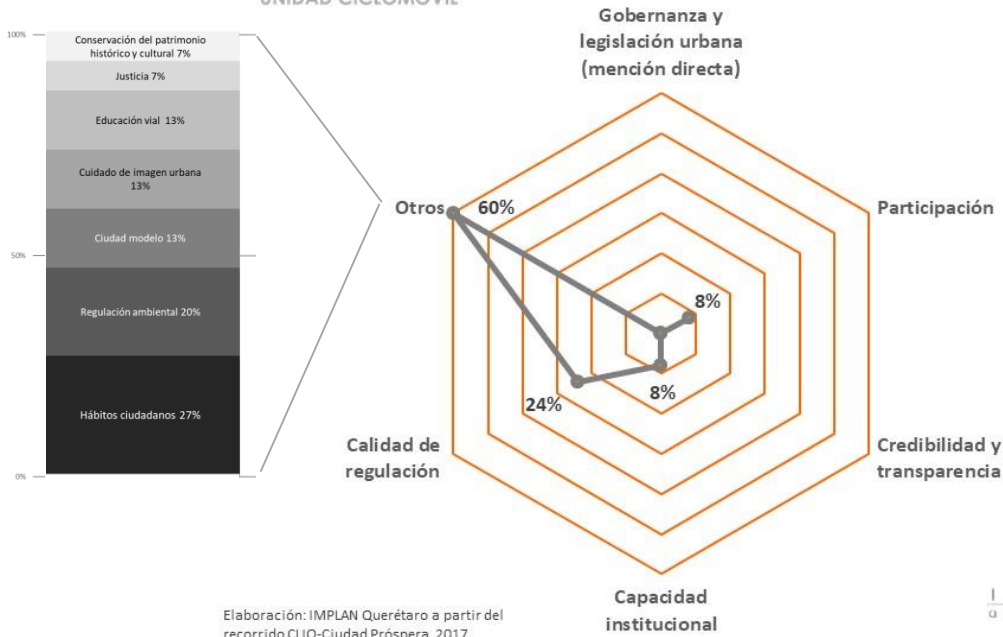 UNIDAD CICLOMÓVIL
100%
Conservación del patrimonio
histórico y cultural 7%
Justicia 7%
Educación vial 13%
Cuidado de imagen urbana
13%
50%
Ciudad modelo 13%
Regulación ambiental 20%
Hábitos ciudadanos 27%
0%
Gobernanza y
legislación urbana
(mención directa)
Otros
60%
Participación
8%
24%
8%
Calidad de
regulación
Credibilidad y
transparencia
Capacidad
institucional
Elaboración: IMPLAN Querétaro a partir del
recorrido CLIQ-Ciudad Próspera, 2017